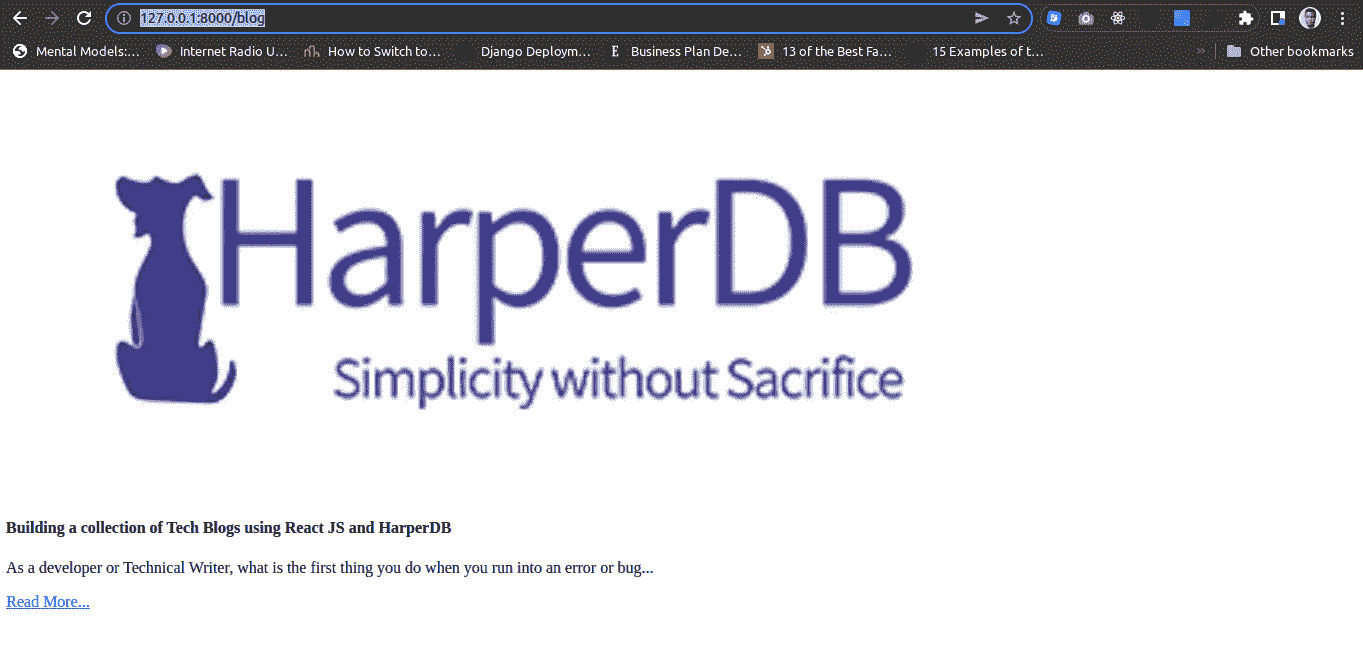 127.0.0.1:8000/blog
Mental Models:... Internet Radio U... How to Switch to... Django Deploym... Business Plan De... 13 of the Best Fa... 15 Examples of t... » Other bookmarks
HarperDB
Simplicity without Sacrifice
Building a collection of Tech Blogs using React JS and HarperDB
As a developer or Technical Writer, what is the first thing you do when you run into an error or bug...
Read More...